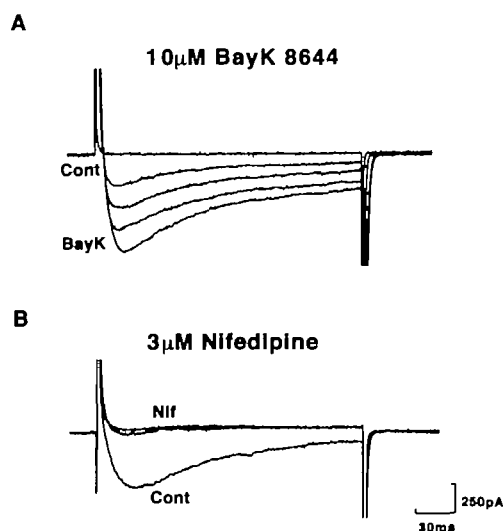 A
10µM BayK 8644
Cont
BayK
B
3µM Nifedipine
Nif
Cont
250pA
30ms